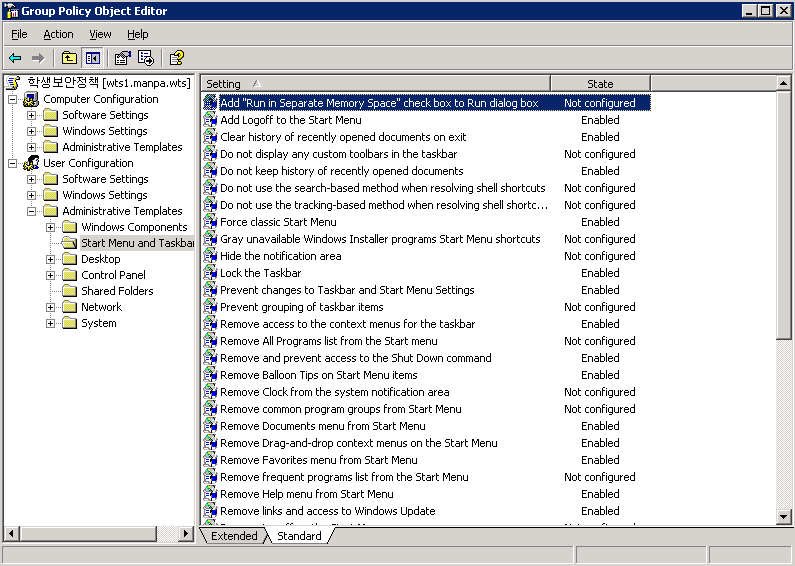 Group Policy Object Editor
File Action View Help
학생보안정책 [wts1.manpa.wts]
Computer Configuration
Software Settings
Windows Settings
Administrative Templates
User Configuration
Software Settings
Windows Settings
Administrative Templates
Windows Components
Start Menu and Taskbar
Desktop
Control Panel
Shared Folders
Network
System
Setting State
Add "Run in Separate Memory Space" check box to Run dialog box Not configured
Add Logoff to the Start Menu Enabled
Clear history of recently opened documents on exit Enabled
Do not display any custom toolbars in the taskbar Not configured
Do not keep history of recently opened documents Enabled
Do not use the search-based method when resolving shell shortcuts Not configured
Do not use the tracking-based method when resolving shell shortc... Not configured
Force classic Start Menu Enabled
Gray unavailable Windows Installer programs Start Menu shortcuts Not configured
Hide the notification area Not configured
Lock the Taskbar Enabled
Prevent changes to Taskbar and Start Menu Settings Enabled
Prevent grouping of taskbar items Not configured
Remove access to the context menus for the taskbar Enabled
Remove All Programs list from the Start menu Not configured
Remove and prevent access to the Shut Down command Enabled
Remove Balloon Tips on Start Menu items Enabled
Remove Clock from the system notification area Not configured
Remove common program groups from Start Menu Not configured
Remove Documents menu from Start Menu Enabled
Remove Drag-and-drop context menus on the Start Menu Enabled
Remove Favorites menu from Start Menu Enabled
Remove frequent programs list from the Start Menu Not configured
Remove Help menu from Start Menu Enabled
Remove links and access to Windows Update Enabled
Extended Standard